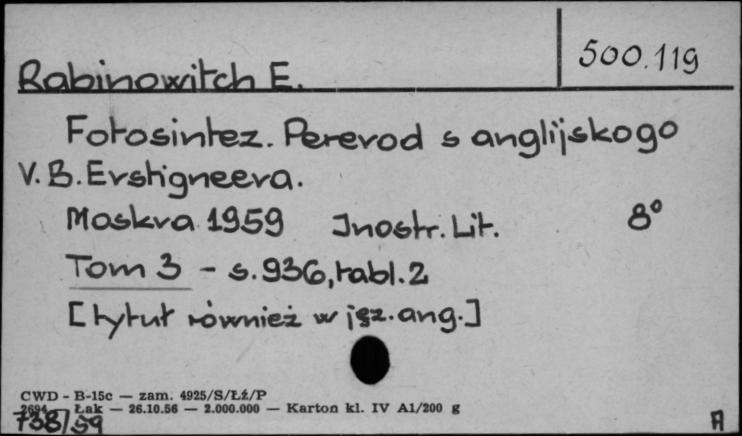 500.119
Rabinowitch E.
Fotosintez. Perevod s anglijskogo
V. B. Evstigneeva.
Moskva 1959 Inostr. Lit. 8°
Tom 3 - s. 936, tabl. 2
[tytuł również w jęz. ang.]
CWD - B-15c — zam. 4925/S/ŁŹ/P
2694 Łak — 26.10.56 — 2.000.000 — Karton kl. IV A1/200 g
738/59 A